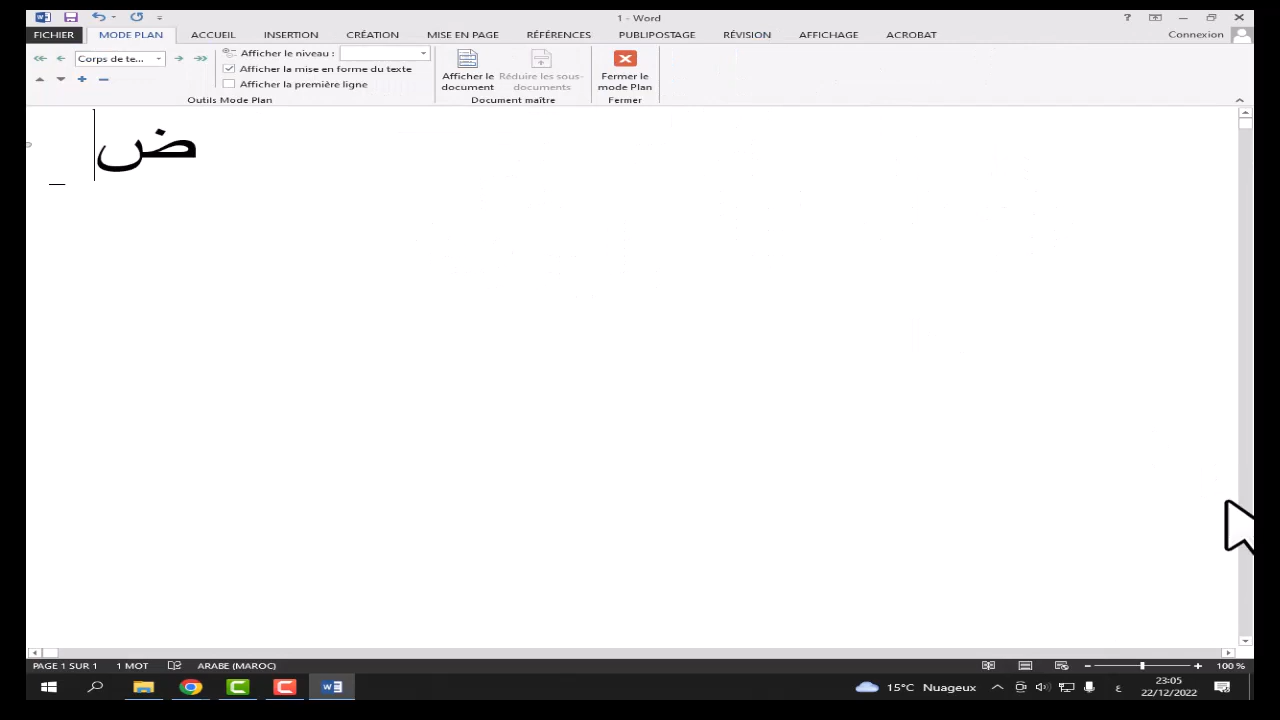 1 - Word
?
FICHIER MODE PLAN ACCUEIL INSERTION CRÉATION MISE EN PAGE RÉFÉRENCES PUBLIPOSTAGE RÉVISION AFFICHAGE ACROBAT Connexion
Corps de te...
Afficher le niveau :
Afficher la mise en forme du texte
Afficher la première ligne
Outils Mode Plan
Afficher le
document
Réduire les sous-
documents
Document maître
Fermer le
mode Plan
Fermer
ض
PAGE 1 SUR 1 1 MOT ARABE (MAROC) 100 %
15°C Nuageux ع 23:05
22/12/2022